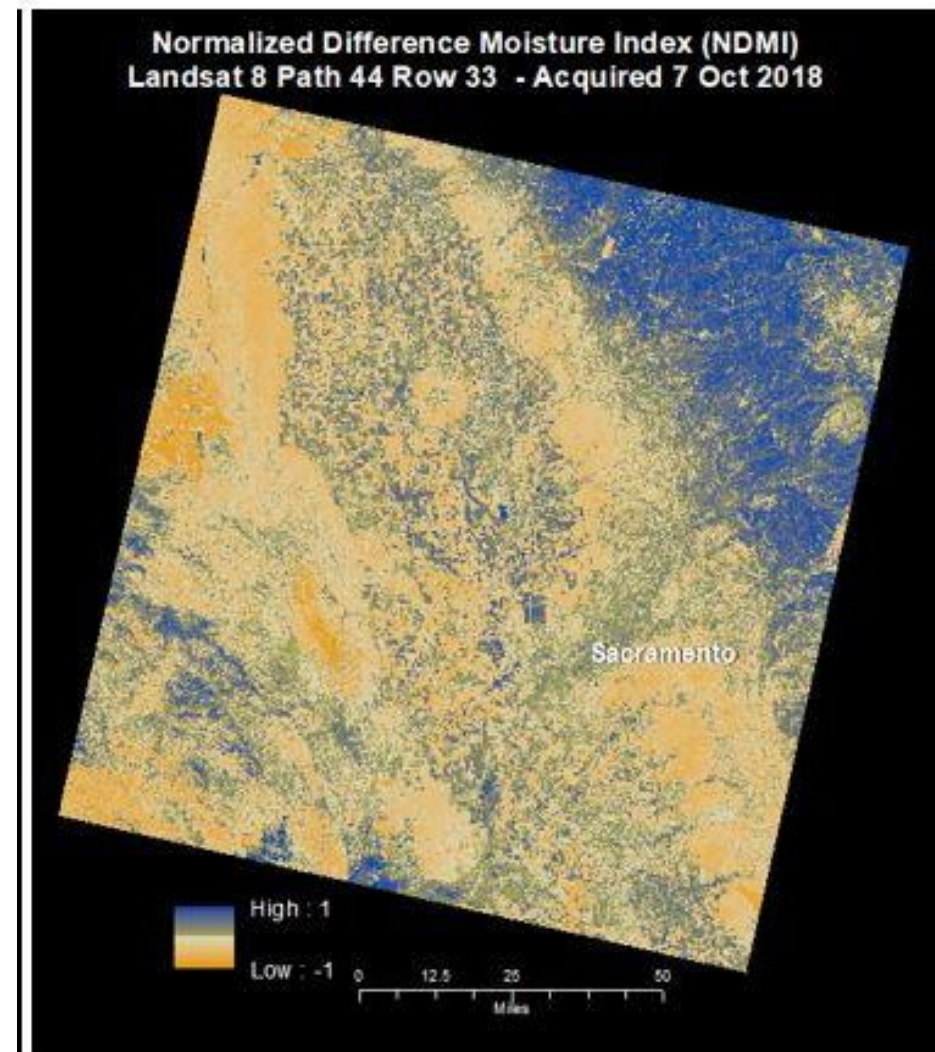 Normalized Difference Moisture Index (NDMI)
Landsat 8 Path 44 Row 33 - Acquired 7 Oct 2018
Sacramento
High : 1
Low : -1
0 12.5 25 50
Miles